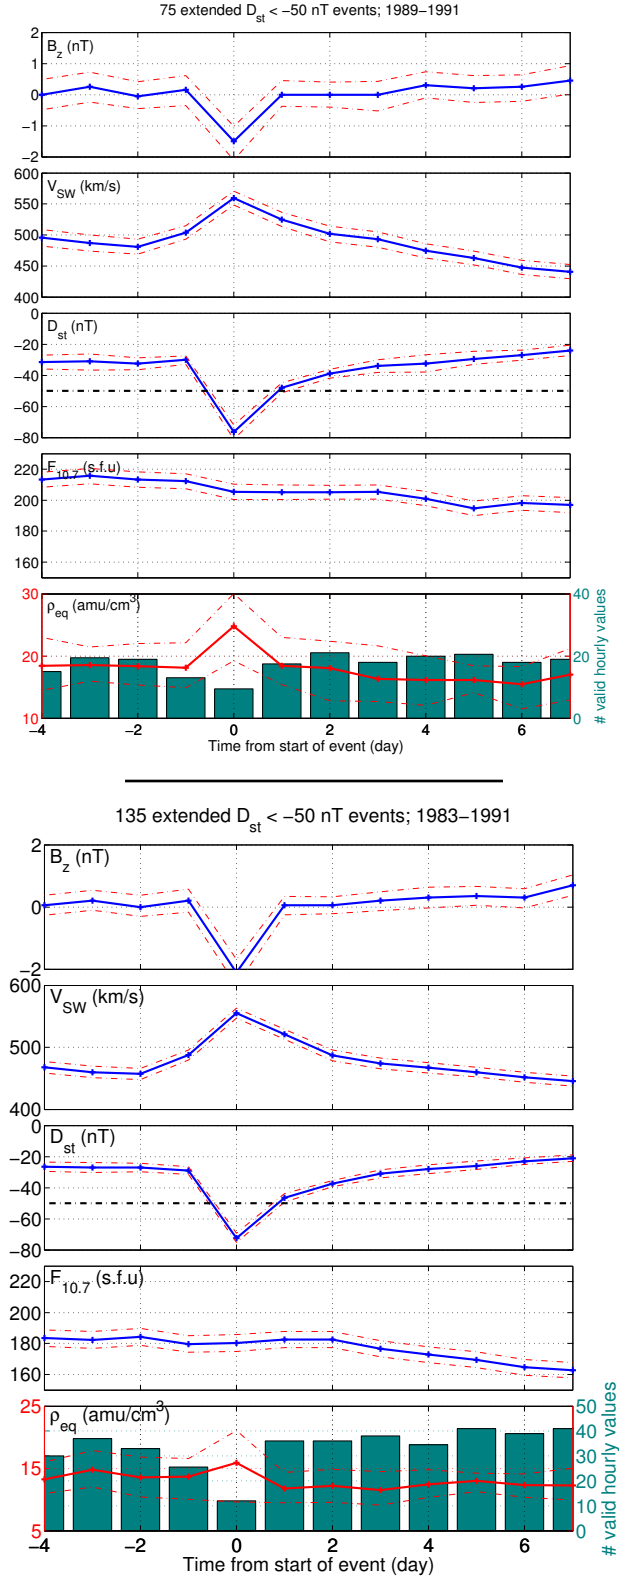 75 extended D_st < −50 nT events; 1989−1991
B_z (nT)
2
1
0
−1
−2
V_SW (km/s)
600
550
500
450
400
D_st (nT)
0
−20
−40
−60
−80
F_10.7 (s.f.u)
220
200
180
160
ρ_eq (amu/cm^3)
30
20
10
40
20
0
# valid hourly values
−4 −2 0 2 4 6
Time from start of event (day)
135 extended D_st < −50 nT events; 1983−1991
B_z (nT)
2
0
−2
V_SW (km/s)
600
500
400
D_st (nT)
0
−20
−40
−60
−80
F_10.7 (s.f.u)
220
200
180
160
ρ_eq (amu/cm^3)
25
15
5
50
40
30
20
10
0
# valid hourly values
−4 −2 0 2 4 6
Time from start of event (day)